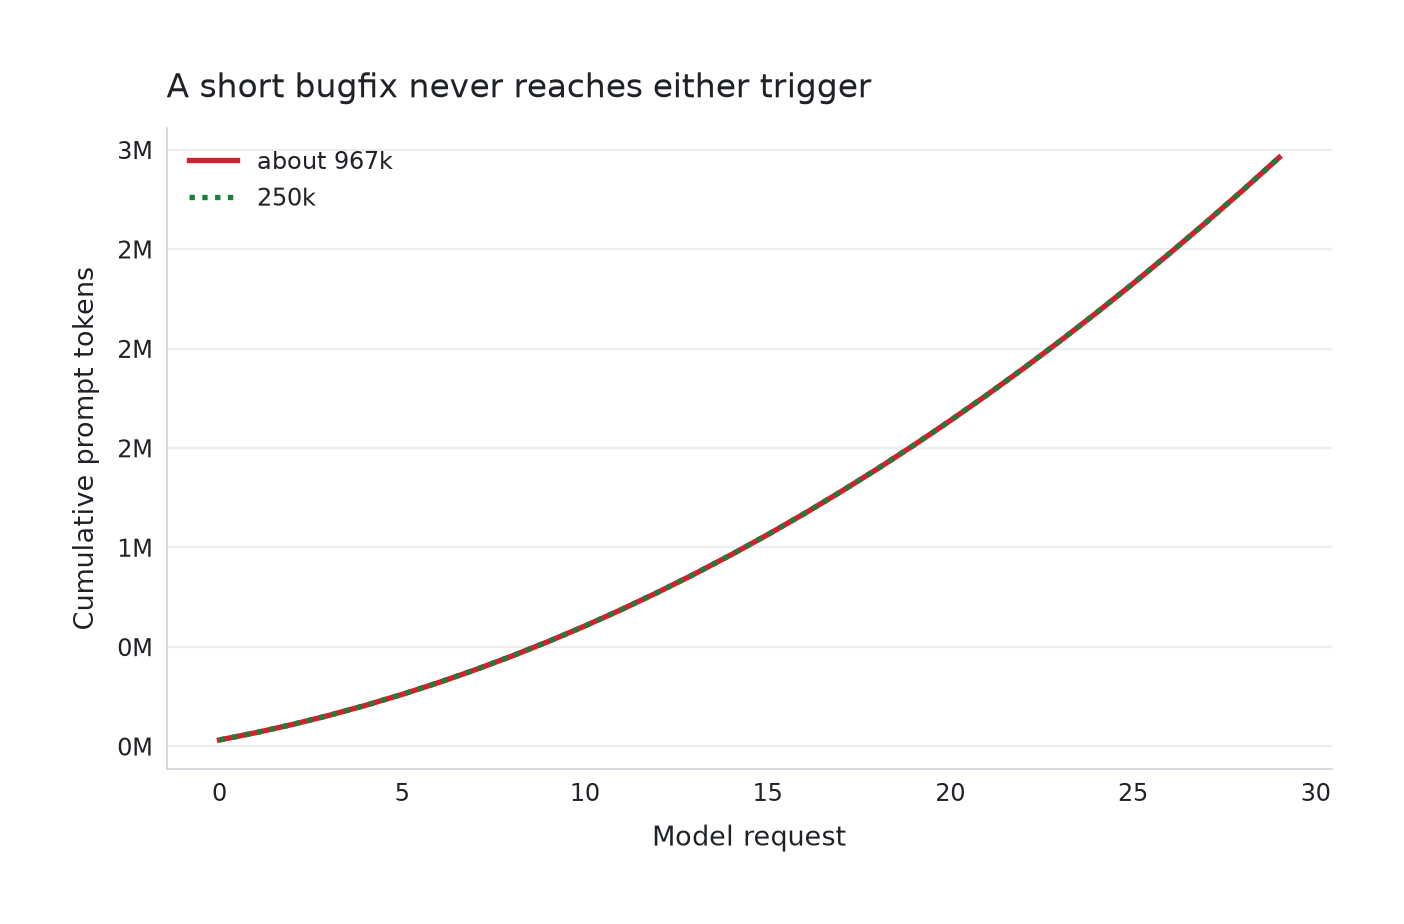 A short bugfix never reaches either trigger
3M
about 967k
250k
2M
2M
2M
1M
0M
0M
Cumulative prompt tokens
0
5
10
15
20
25
30
Model request